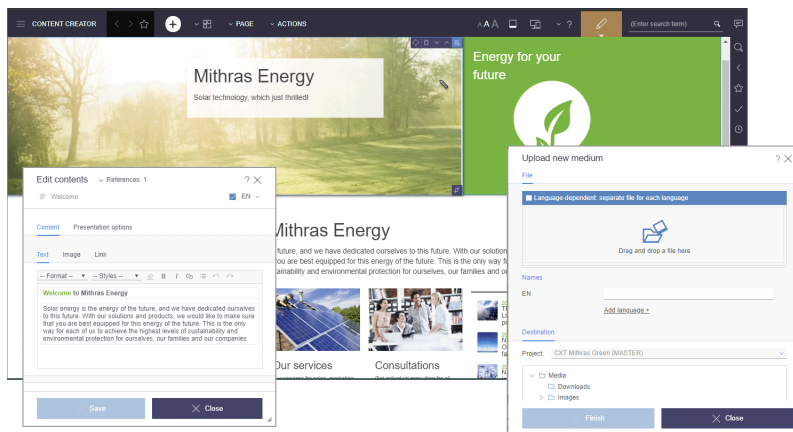 CONTENT CREATOR
PAGE
ACTIONS
AAA
?
(Enter search term)
Mithras Energy
Solar technology, which just thrilled!
Energy for your
future
Edit contents
References: 1
?
Welcome
EN
Content
Presentation options
Text
Image
Link
-- Format --
-- Styles --
B
I
Welcome to Mithras Energy
Solar energy is the energy of the future, and we have dedicated ourselves
to this future. With our solutions and products, we would like to make sure
that you are best equipped for this energy of the future. This is the only
way for each of us to achieve the highest levels of sustainability and
environmental protection for ourselves, our families and our companies
Save
Close
Mithras Energy
future, and we have dedicated ourselves to this future. With our solution
ou are best equipped for this energy of the future. This is the only way f
ainability and environmental protection for ourselves, our families and o
Our services
Consultations
Upload new medium
?
File
Language-dependent: separate file for each language
Drag and drop a file here
Names
EN
Add language +
Destination
Project:
CXT Mithras Green (MASTER)
Media
Downloads
Images
Finish
Close